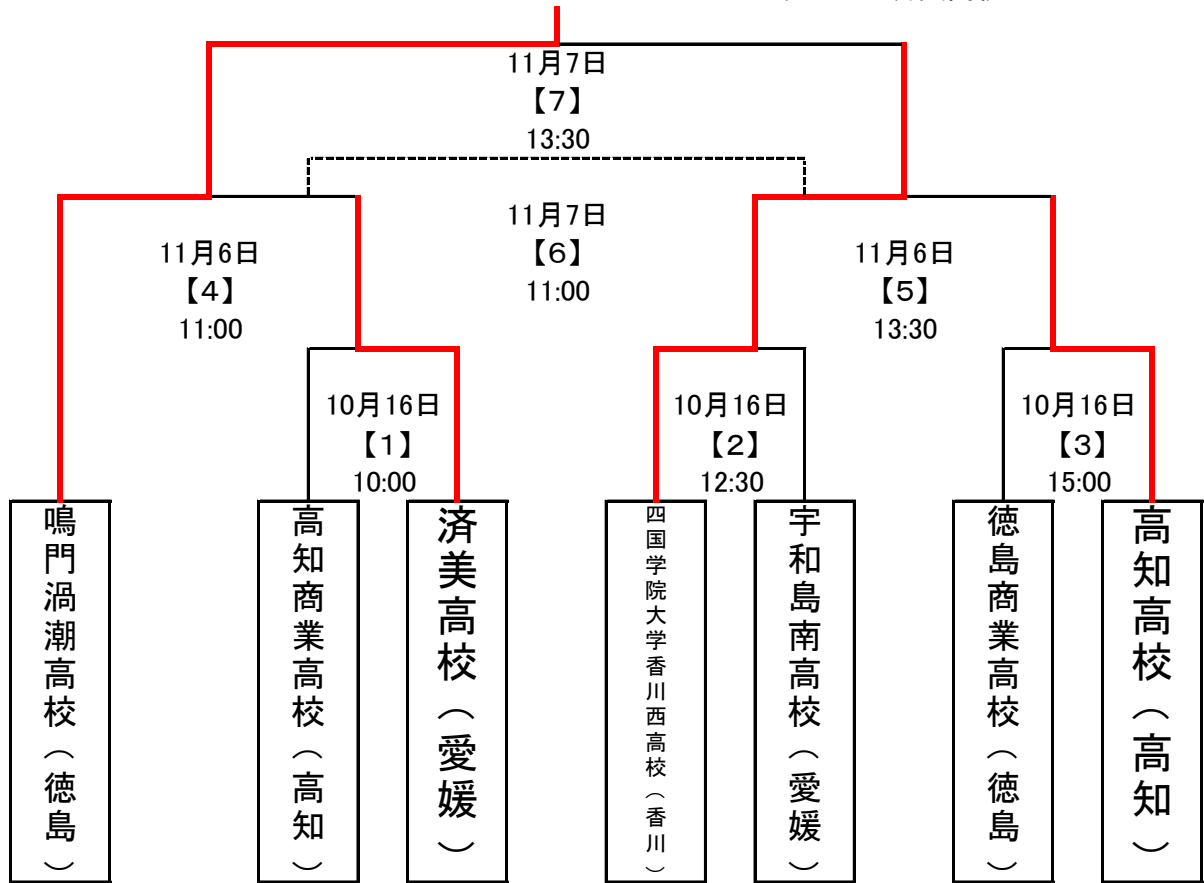 11月7日
【7】
13:30
11月7日
【6】
11:00
11月6日
【4】
11:00
11月6日
【5】
13:30
10月16日
【1】
10:00
10月16日
【2】
12:30
10月16日
【3】
15:00
鳴門渦潮高校（徳島）
高知商業高校（高知）
済美高校（愛媛）
四国学院大学香川西高校（香川）
宇和島南高校（愛媛）
徳島商業高校（徳島）
高知高校（高知）